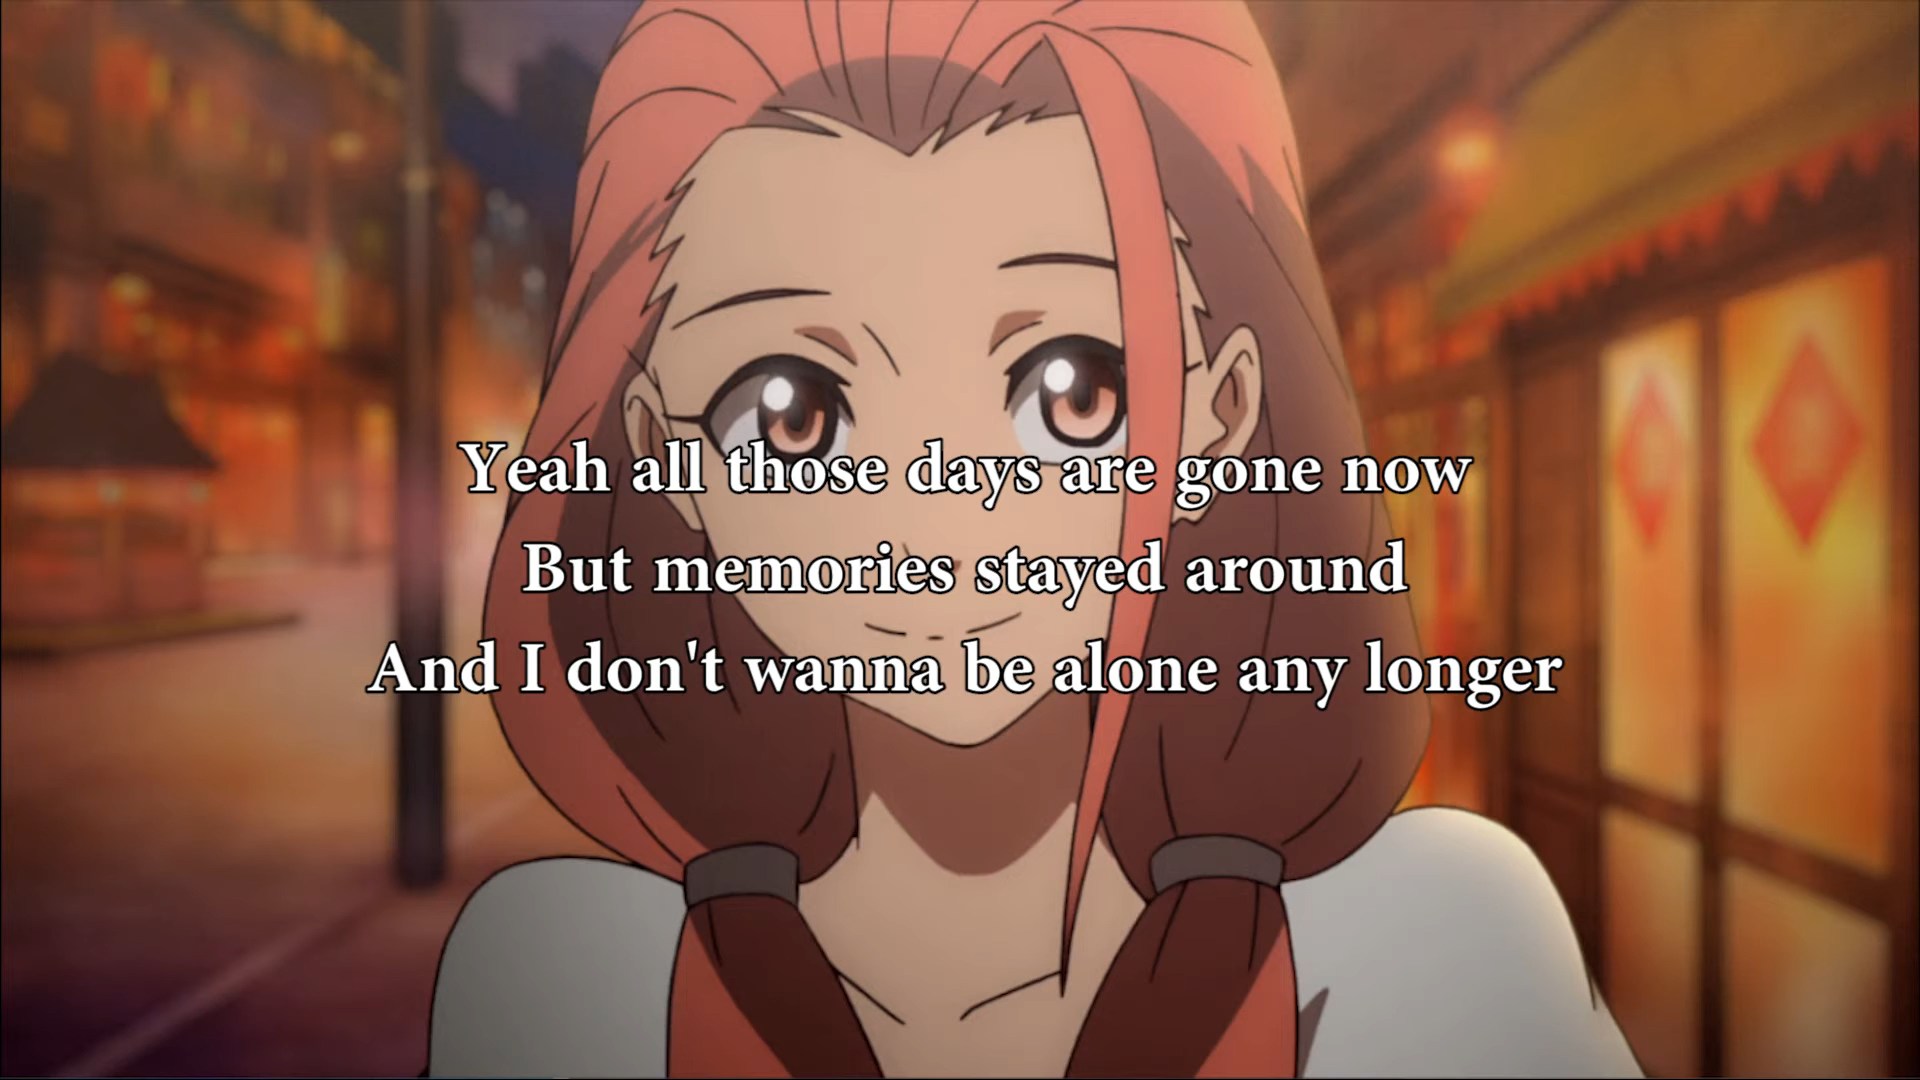 Yeah all those days are gone now
But memories stayed around
And I don't wanna be alone any longer